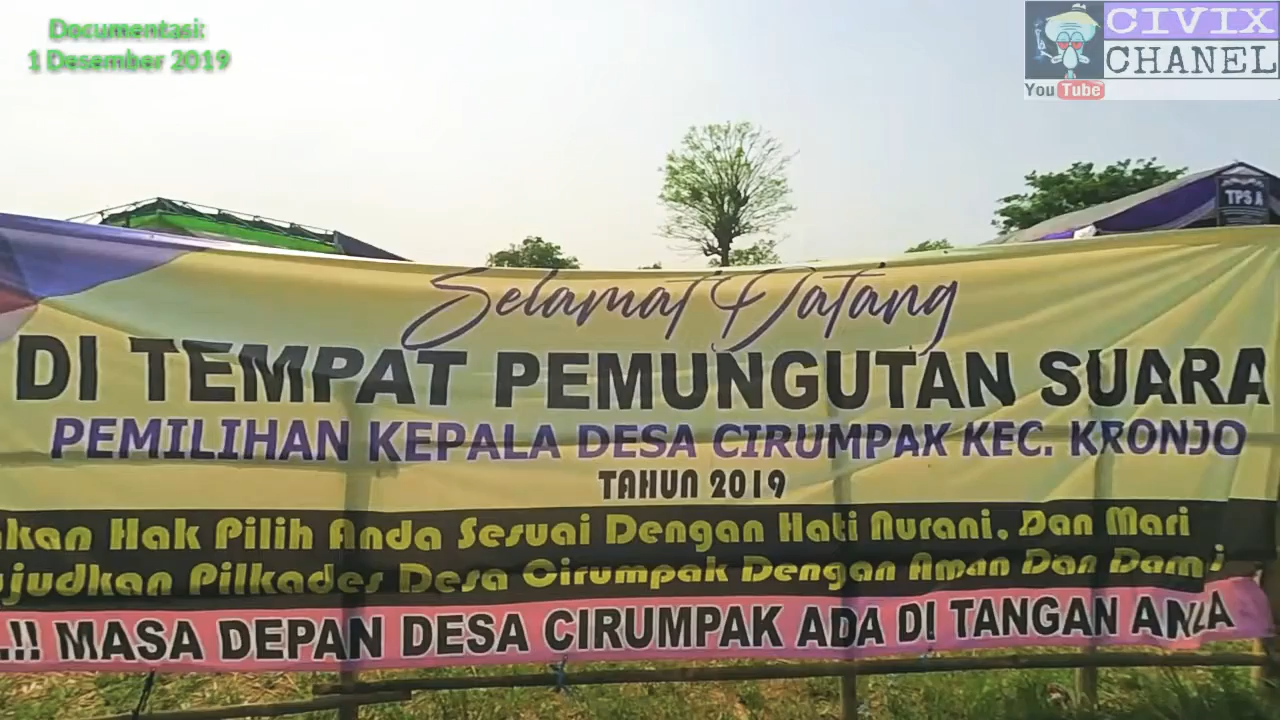 Documentasi:
1 Desember 2019
CIVIX
CHANEL
YouTube
TPS A
Selamat Datang
DI TEMPAT PEMUNGUTAN SUARA
PEMILIHAN KEPALA DESA CIRUMPAK KEC. KRONJO
TAHUN 2019
Hak Pilih Anda Sesuai Dengan Hati Nurani, Dan Mari
Pilkades Desa Cirumpak Dengan Aman Dan Damai
..!! MASA DEPAN DESA CIRUMPAK ADA DI TANGAN ANDA